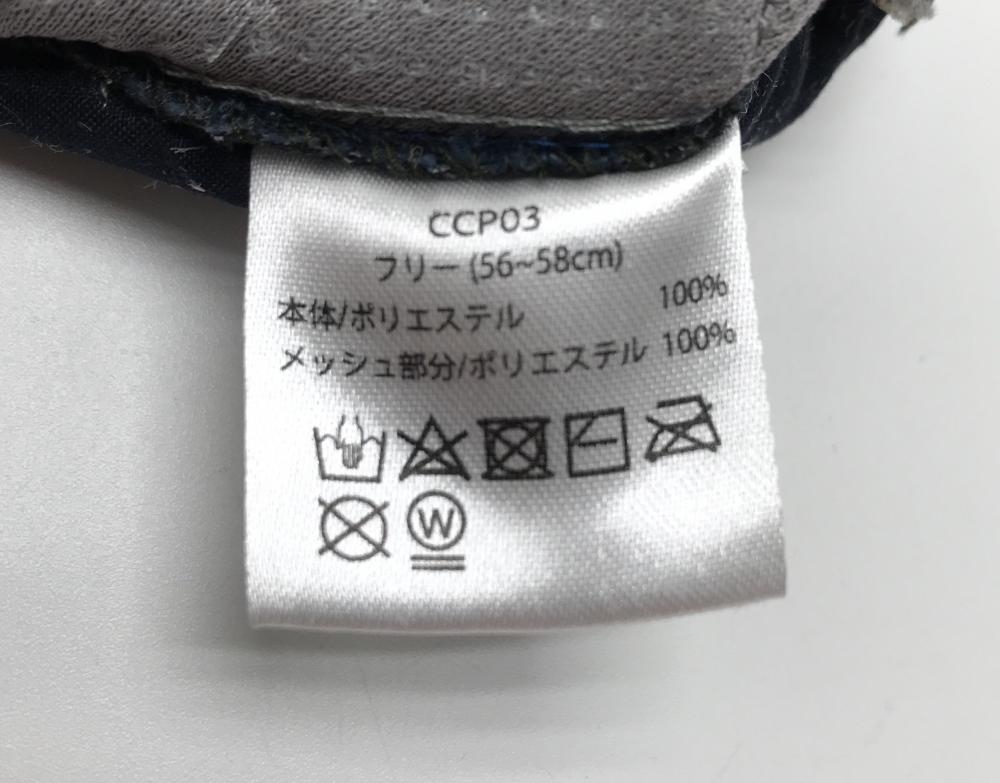 CCP03
フリー (56~58cm)
本体/ポリエステル 100%
メッシュ部分/ポリエステル 100%
W